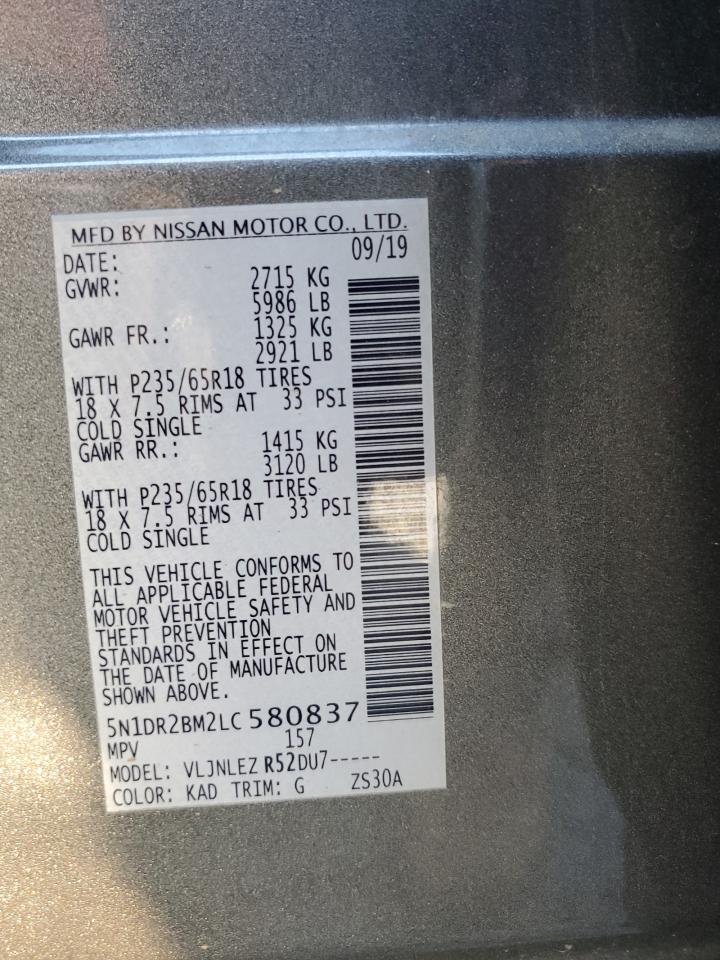 MFD BY NISSAN MOTOR CO., LTD.
DATE: 09/19
GVWR: 2715 KG
5986 LB
GAWR FR.: 1325 KG
2921 LB
WITH P235/65R18 TIRES
18 X 7.5 RIMS AT 33 PSI
COLD SINGLE
GAWR RR.: 1415 KG
3120 LB
WITH P235/65R18 TIRES
18 X 7.5 RIMS AT 33 PSI
COLD SINGLE
THIS VEHICLE CONFORMS TO
ALL APPLICABLE FEDERAL
MOTOR VEHICLE SAFETY AND
THEFT PREVENTION
STANDARDS IN EFFECT ON
THE DATE OF MANUFACTURE
SHOWN ABOVE.
5N1DR2BM2LC580837
MPV 157
MODEL: VLJNLEZ R52DU7-----
COLOR: KAD TRIM: G ZS30A